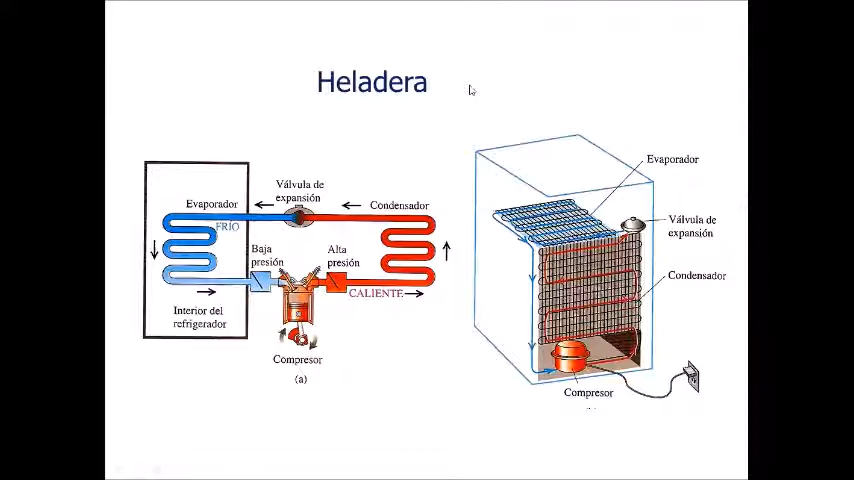 Heladera
Evaporador
Válvula de
expansión
Condensador
FRÍO
Baja
presión
Alta
presión
CALIENTE
Interior del
refrigerador
Compresor
(a)
Evaporador
Válvula de
expansión
Condensador
Compresor